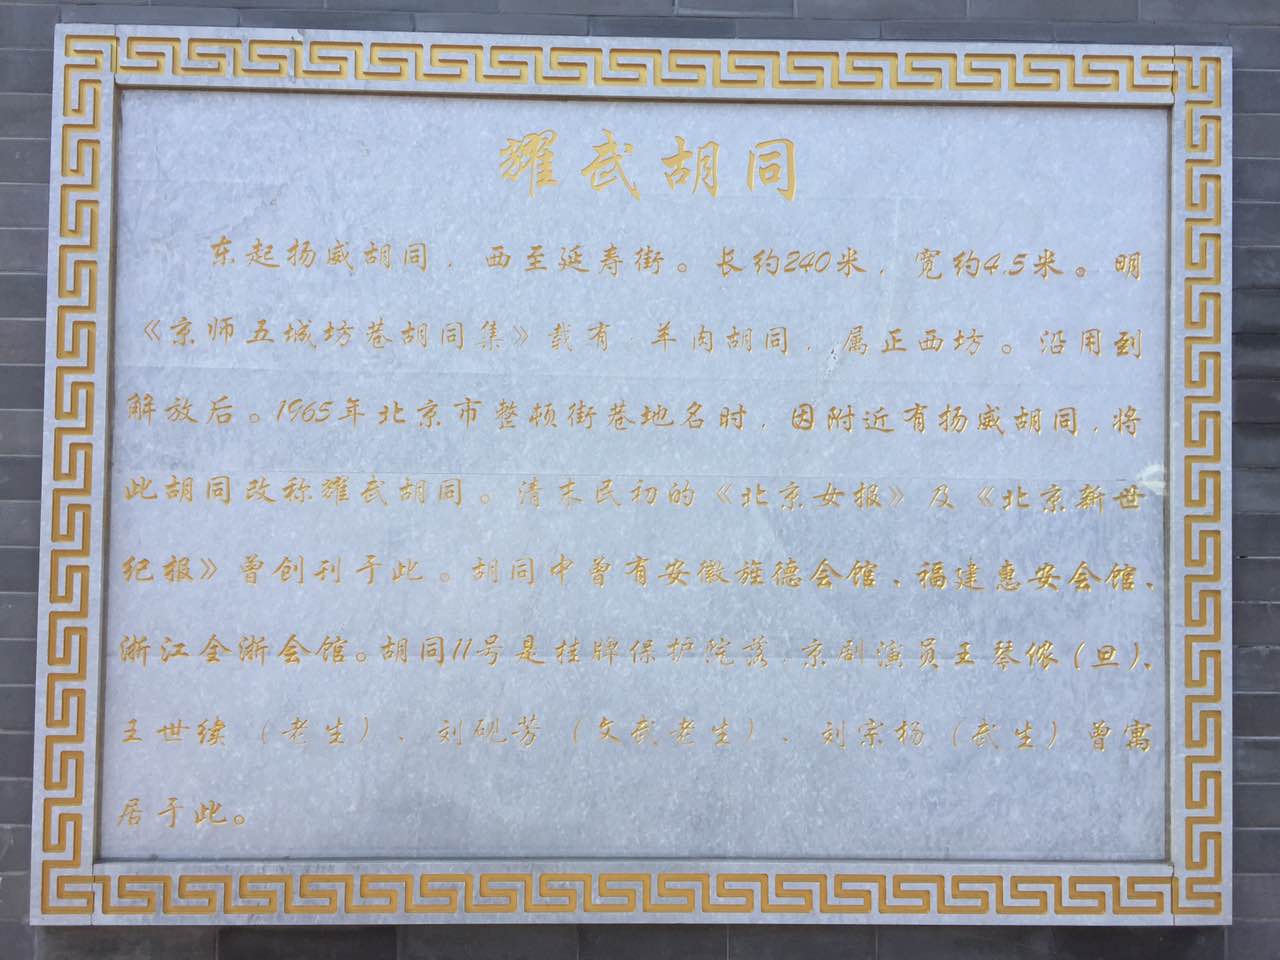 耀武胡同
东起扬威胡同，西至延寿街。长约240米，宽约4.5米。明
《京师五城坊巷胡同集》载有，羊肉胡同，属正西坊。沿用到
解放后。1965年北京市整顿街巷地名时，因附近有扬威胡同，将
此胡同改称耀武胡同。清末民初的《北京女报》及《北京新世
纪报》曾创刊于此。胡同中曾有安徽旌德会馆、福建惠安会馆、
浙江全浙会馆。胡同11号是挂牌保护院落，京剧演员王琴侬（旦）、
王世续（老生）、刘砚芳（文武老生）、刘宗杨（武生）曾寓
居于此。